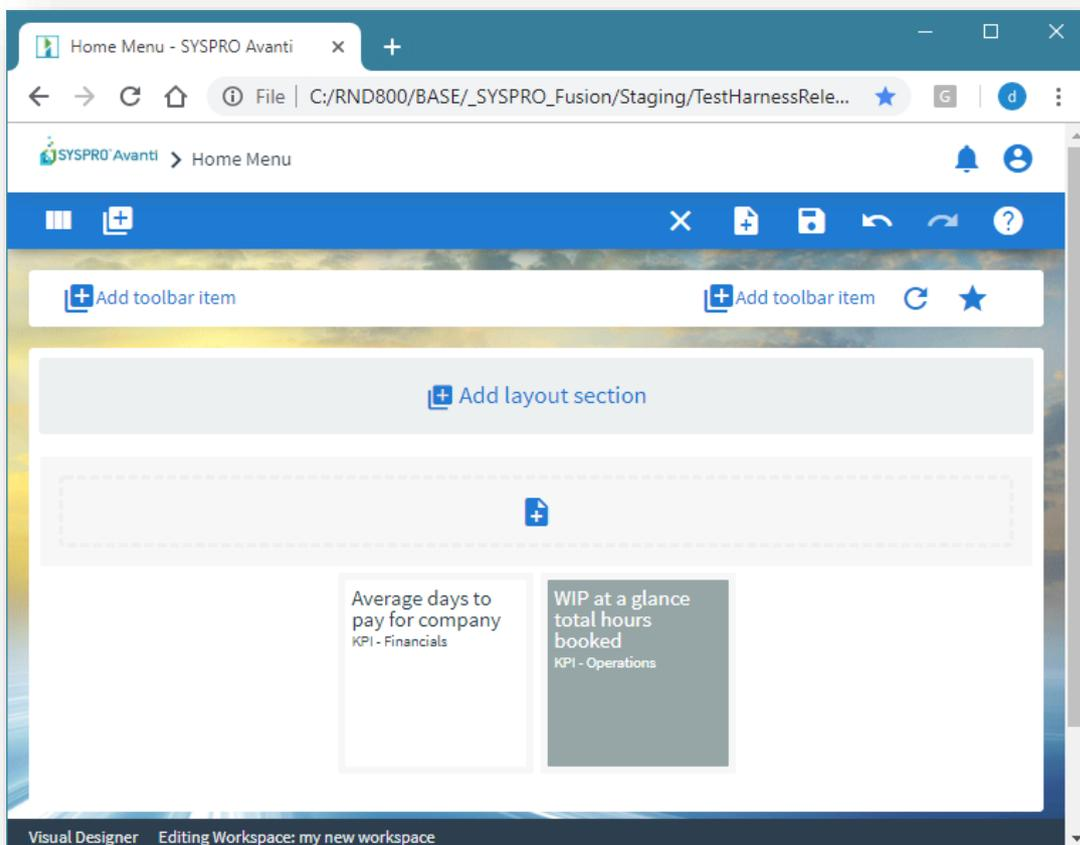 Home Menu - SYSPRO Avanti
File C:/RND800/BASE/_SYSPRO_Fusion/Staging/TestHarnessRele...
G
d
SYSPRO Avanti Home Menu
Add toolbar item
Add toolbar item
Add layout section
Average days to
pay for company
KPI - Financials
WIP at a glance
total hours
booked
KPI - Operations
Visual Designer Editing Workspace: my new workspace